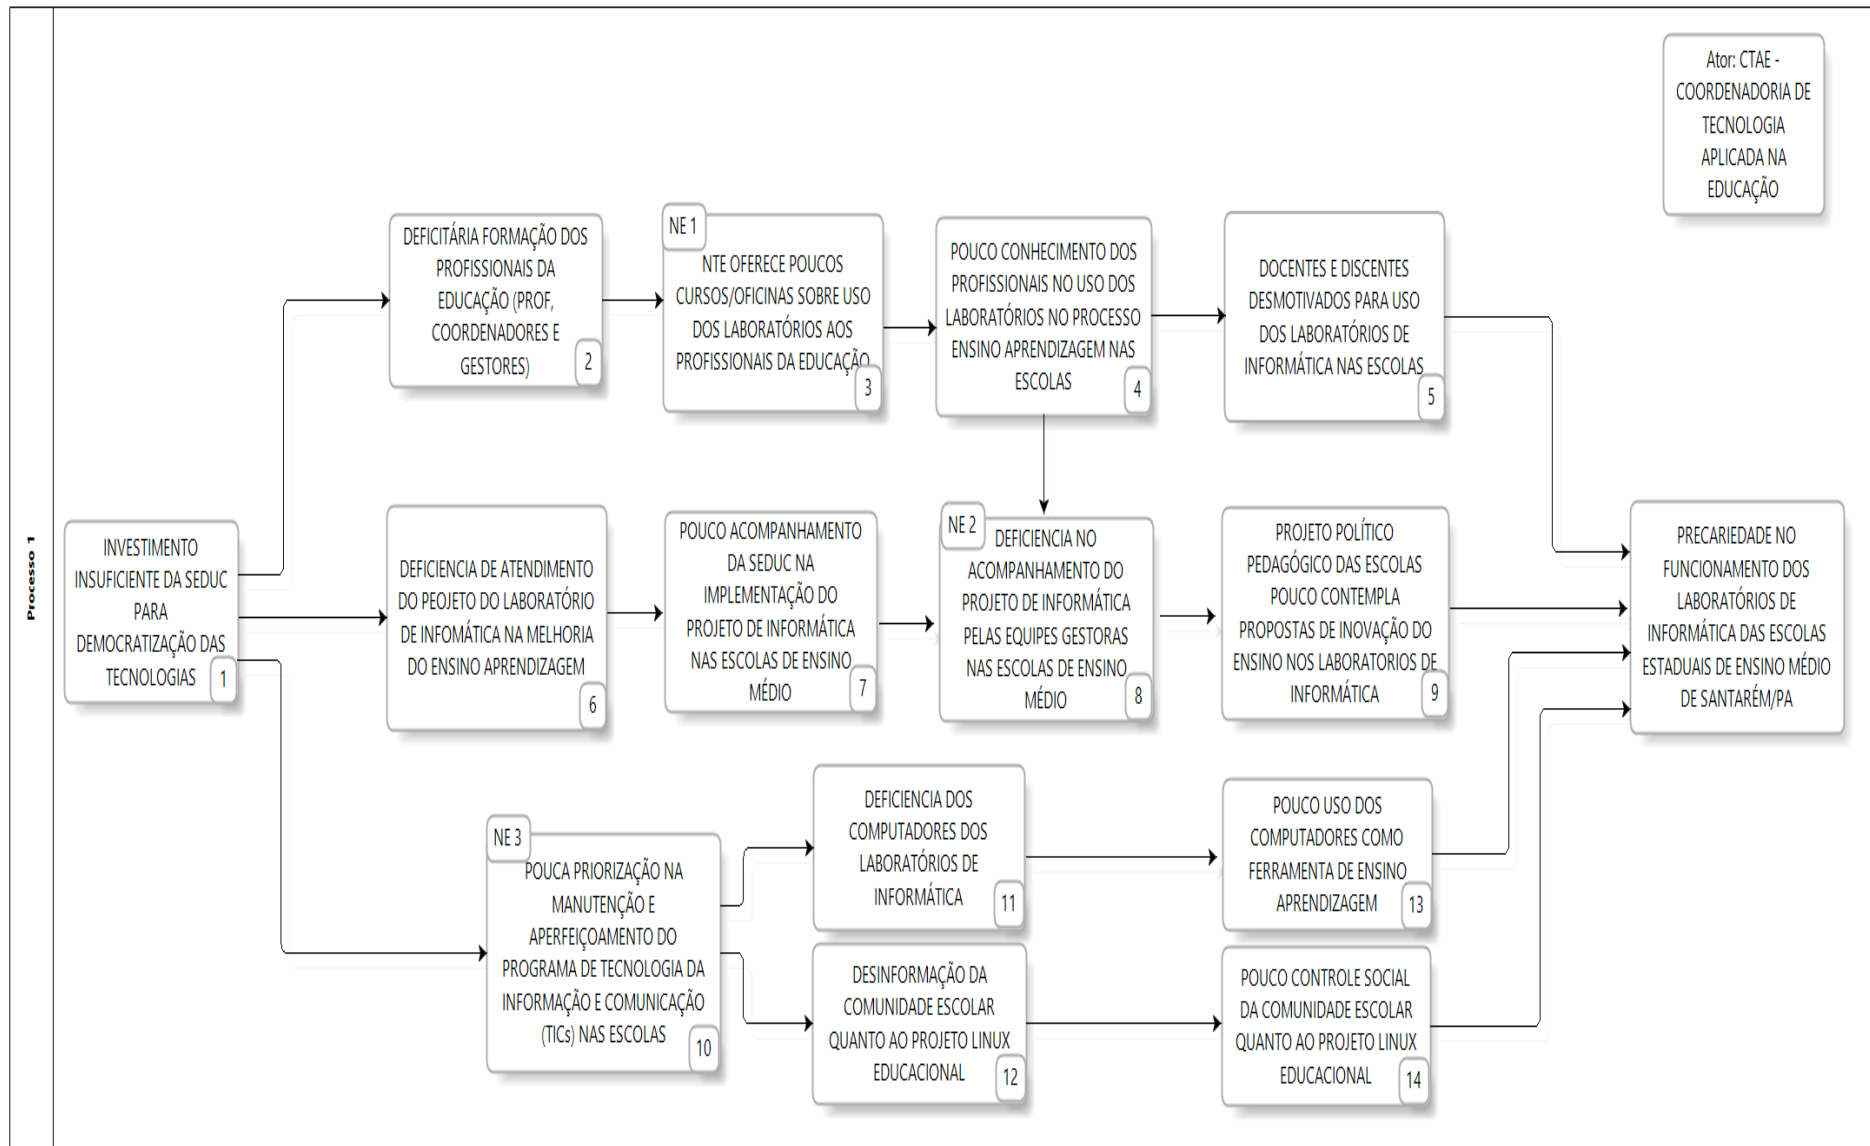 Processo 1
Ator: CTAE -
COORDENADORIA DE
TECNOLOGIA
APLICADA NA
EDUCAÇÃO
INVESTIMENTO
INSUFICIENTE DA SEDUC
PARA
DEMOCRATIZAÇÃO DAS
TECNOLOGIAS
1
DEFICITÁRIA FORMAÇÃO DOS
PROFISSIONAIS DA
EDUCAÇÃO (PROF,
COORDENADORES E
GESTORES)
2
NE 1
NTE OFERECE POUCOS
CURSOS/OFICINAS SOBRE USO
DOS LABORATÓRIOS AOS
PROFISSIONAIS DA EDUCAÇÃO
3
POUCO CONHECIMENTO DOS
PROFISSIONAIS NO USO DOS
LABORATÓRIOS NO PROCESSO
ENSINO APRENDIZAGEM NAS
ESCOLAS
4
DOCENTES E DISCENTES
DESMOTIVADOS PARA USO
DOS LABORATÓRIOS DE
INFORMÁTICA NAS ESCOLAS
5
DEFICIENCIA DE ATENDIMENTO
DO PEOJETO DO LABORATÓRIO
DE INFOMÁTICA NA MELHORIA
DO ENSINO APRENDIZAGEM
6
POUCO ACOMPANHAMENTO
DA SEDUC NA
IMPLEMENTAÇÃO DO
PROJETO DE INFORMÁTICA
NAS ESCOLAS DE ENSINO
MÉDIO
7
NE 2
DEFICIENCIA NO
ACOMPANHAMENTO DO
PROJETO DE INFORMÁTICA
PELAS EQUIPES GESTORAS
NAS ESCOLAS DE ENSINO
MÉDIO
8
PROJETO POLÍTICO
PEDAGÓGICO DAS ESCOLAS
POUCO CONTEMPLA
PROPOSTAS DE INOVAÇÃO DO
ENSINO NOS LABORATORIOS DE
INFORMÁTICA
9
PRECARIEDADE NO
FUNCIONAMENTO DOS
LABORATÓRIOS DE
INFORMÁTICA DAS ESCOLAS
ESTADUAIS DE ENSINO MÉDIO
DE SANTARÉM/PA
NE 3
POUCA PRIORIZAÇÃO NA
MANUTENÇÃO E
APERFEIÇOAMENTO DO
PROGRAMA DE TECNOLOGIA DA
INFORMAÇÃO E COMUNICAÇÃO
(TICs) NAS ESCOLAS
10
DEFICIENCIA DOS
COMPUTADORES DOS
LABORATÓRIOS DE
INFORMÁTICA
11
DESINFORMAÇÃO DA
COMUNIDADE ESCOLAR
QUANTO AO PROJETO LINUX
EDUCACIONAL
12
POUCO USO DOS
COMPUTADORES COMO
FERRAMENTA DE ENSINO
APRENDIZAGEM
13
POUCO CONTROLE SOCIAL
DA COMUNIDADE ESCOLAR
QUANTO AO PROJETO LINUX
EDUCACIONAL
14